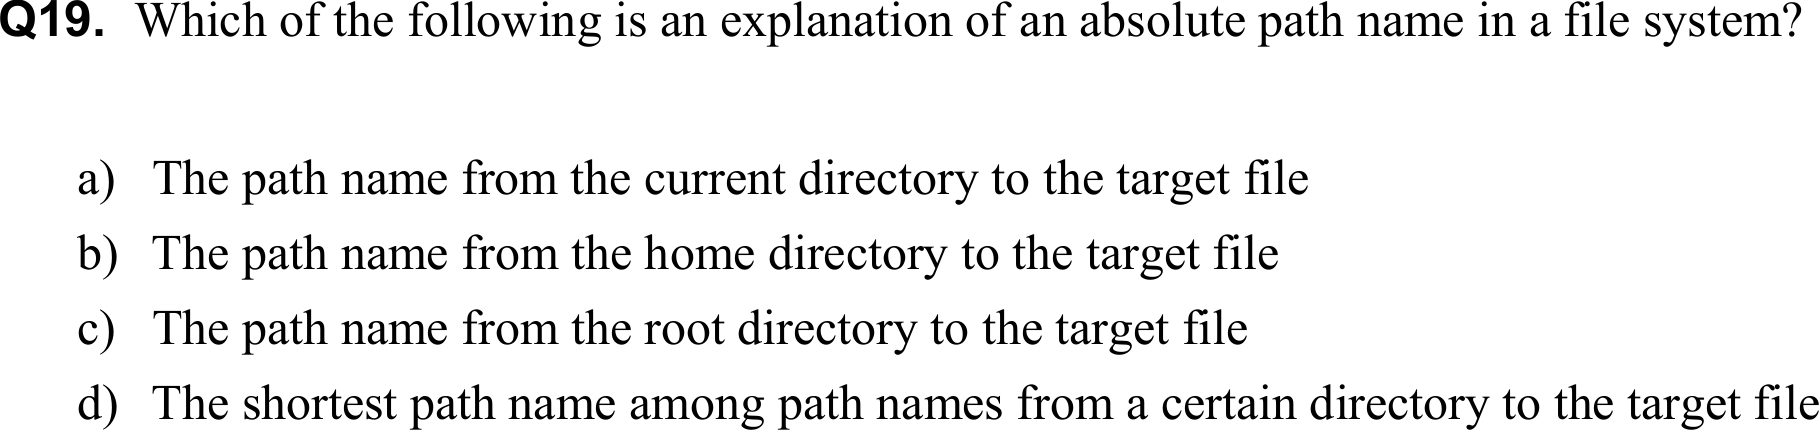 Q19. Which of the following is an explanation of an absolute path name in a file system?
a) The path name from the current directory to the target file
b) The path name from the home directory to the target file
c) The path name from the root directory to the target file
d) The shortest path name among path names from a certain directory to the target file